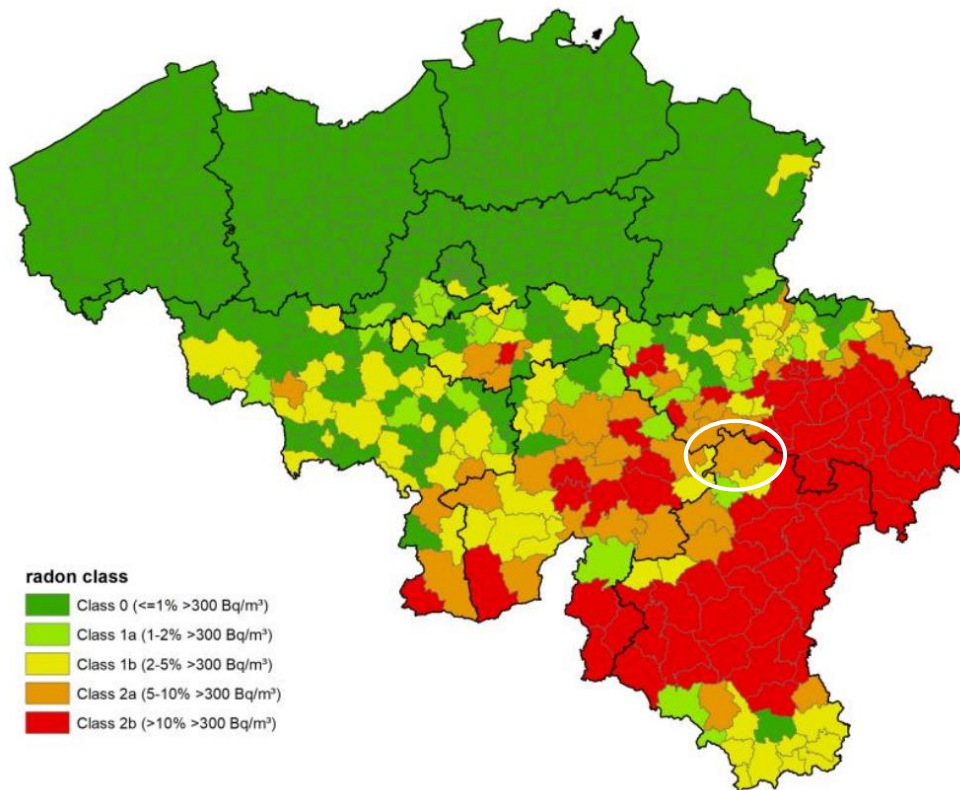 radon class
Class 0 (<=1% >300 Bq/m³)
Class 1a (1-2% >300 Bq/m³)
Class 1b (2-5% >300 Bq/m³)
Class 2a (5-10% >300 Bq/m³)
Class 2b (>10% >300 Bq/m³)